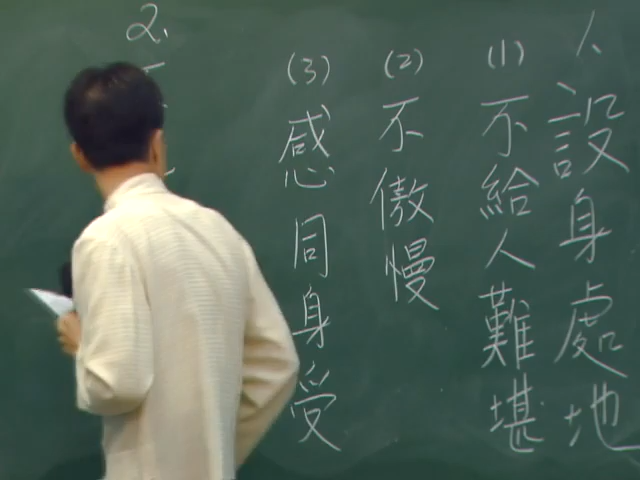 1、設身處地
(1)不給人難堪
(2)不傲慢
(3)感同身受
2.